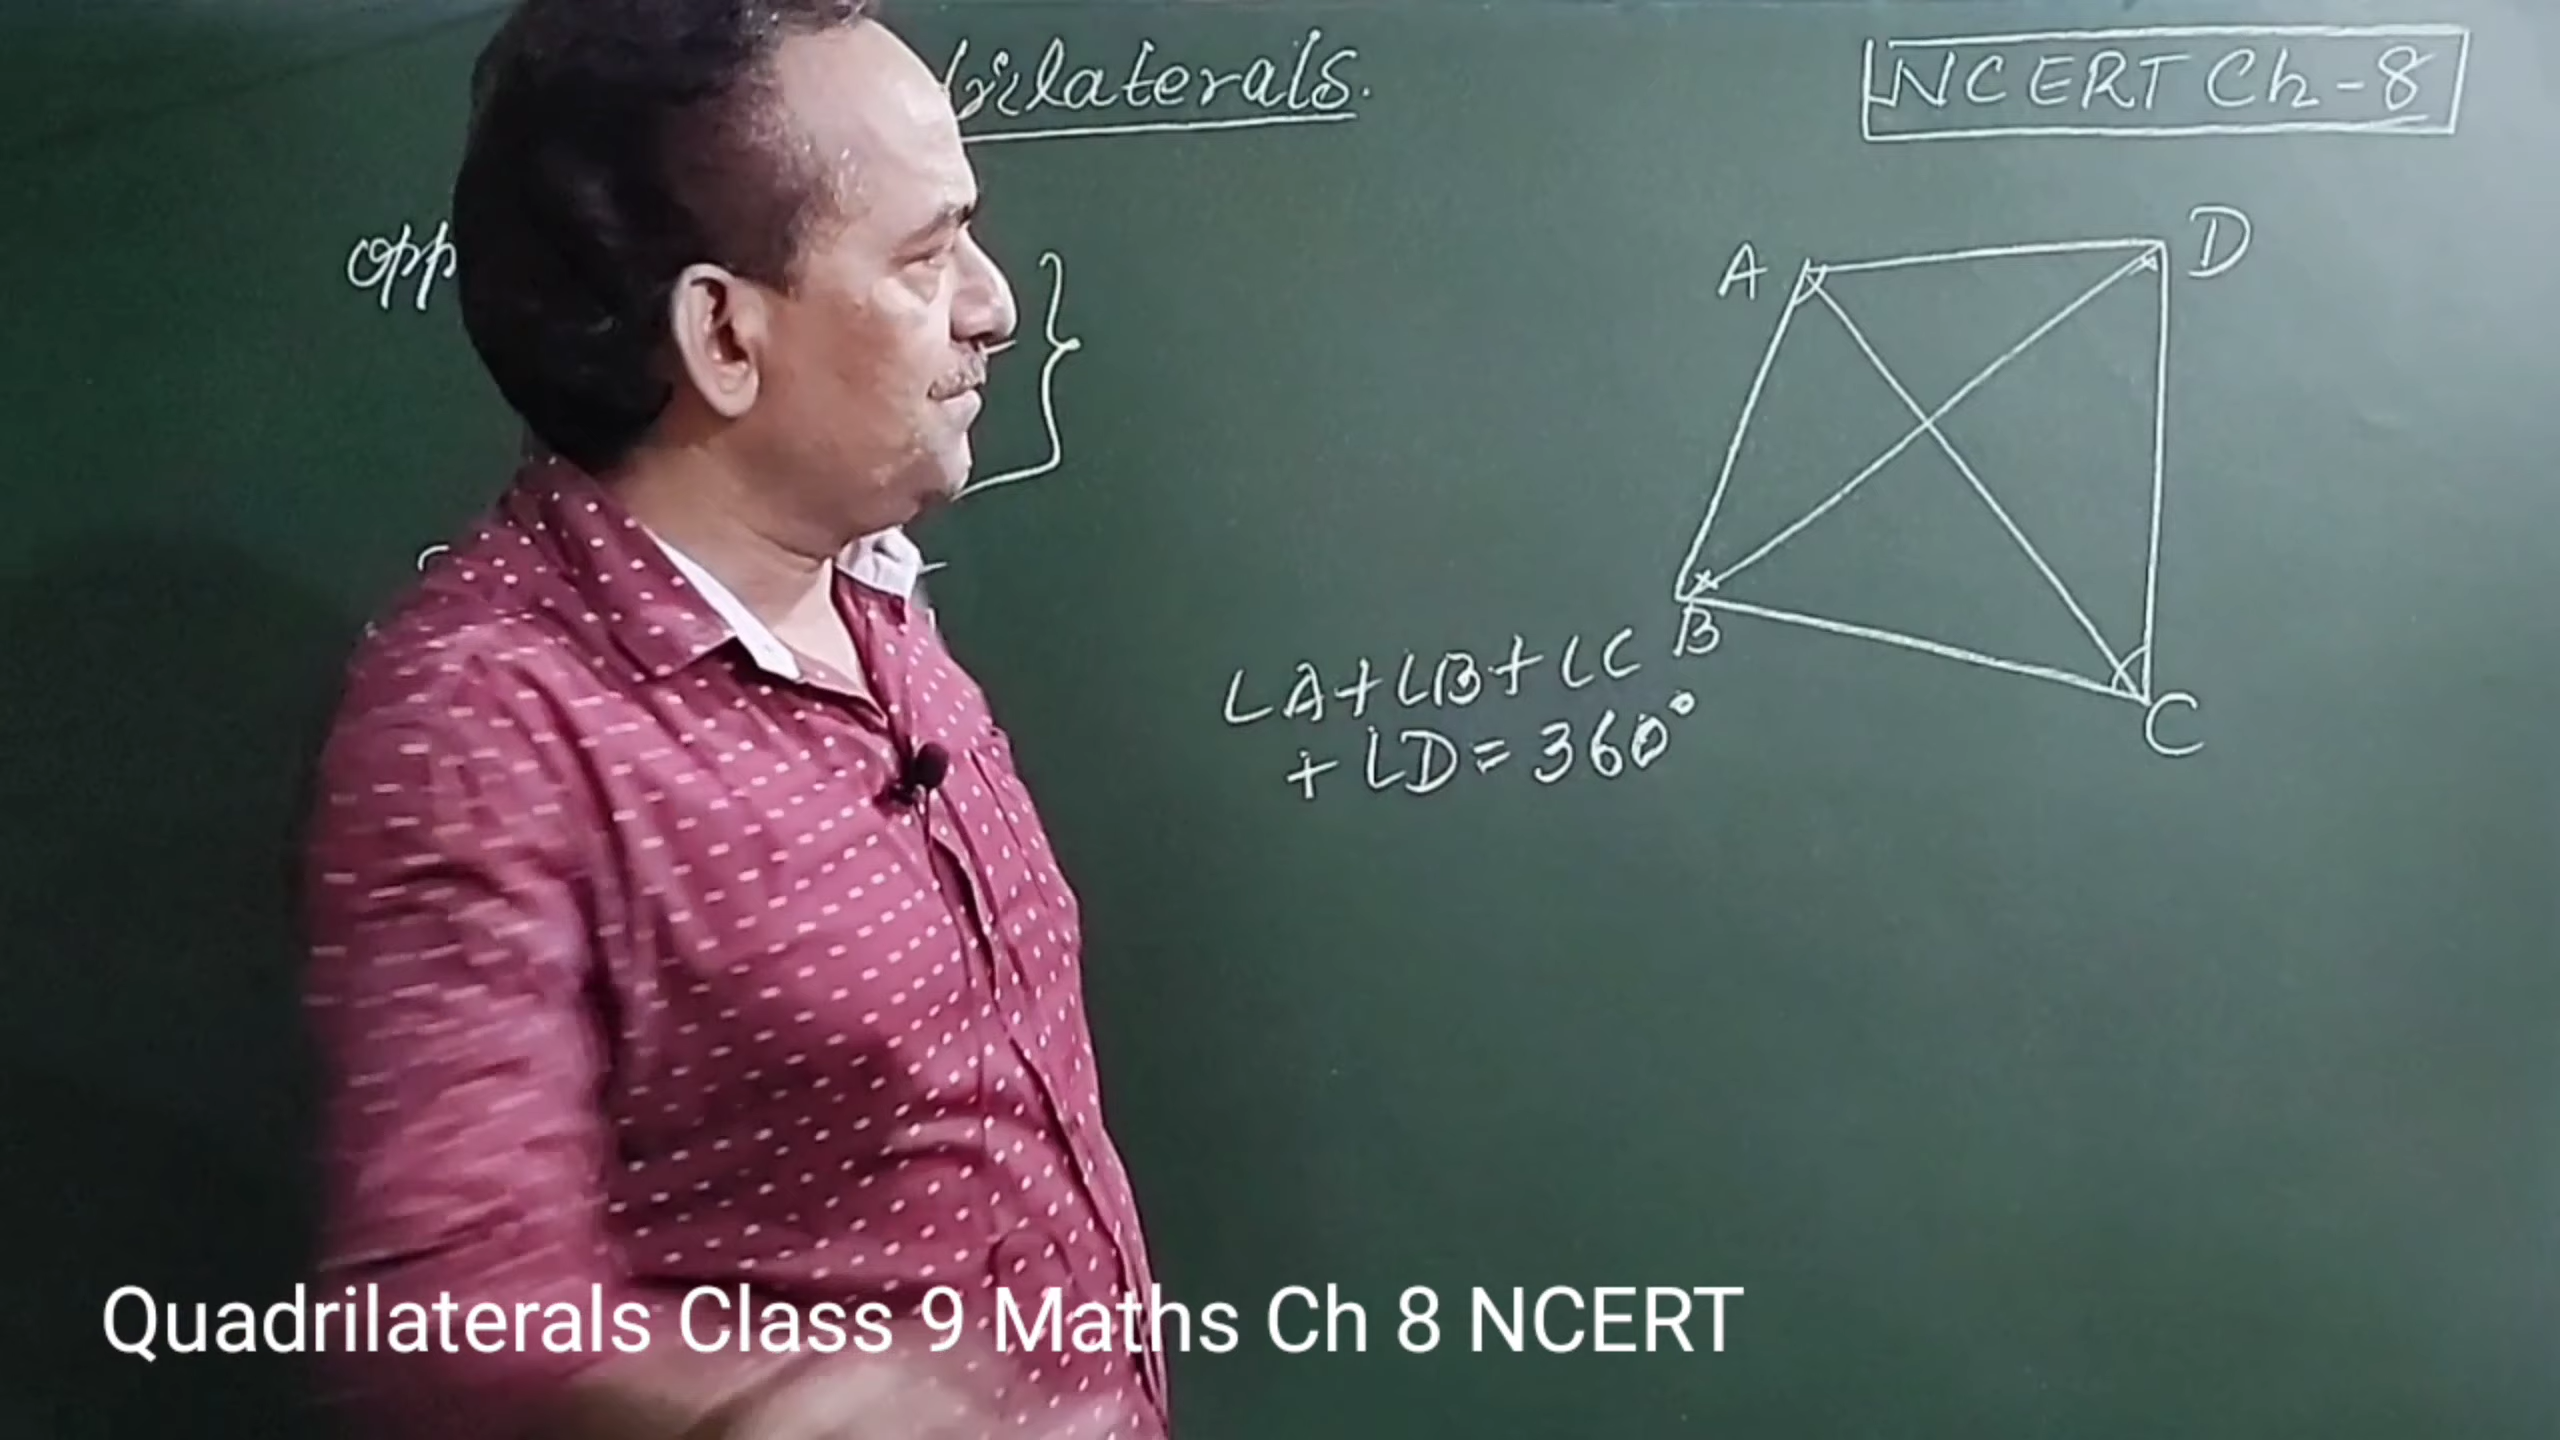 rilaterals.
NCERT Ch-8
opp
A
D
B
C
∠A+∠B+∠C
+∠D=360°
Quadrilaterals Class 9 Maths Ch 8 NCERT